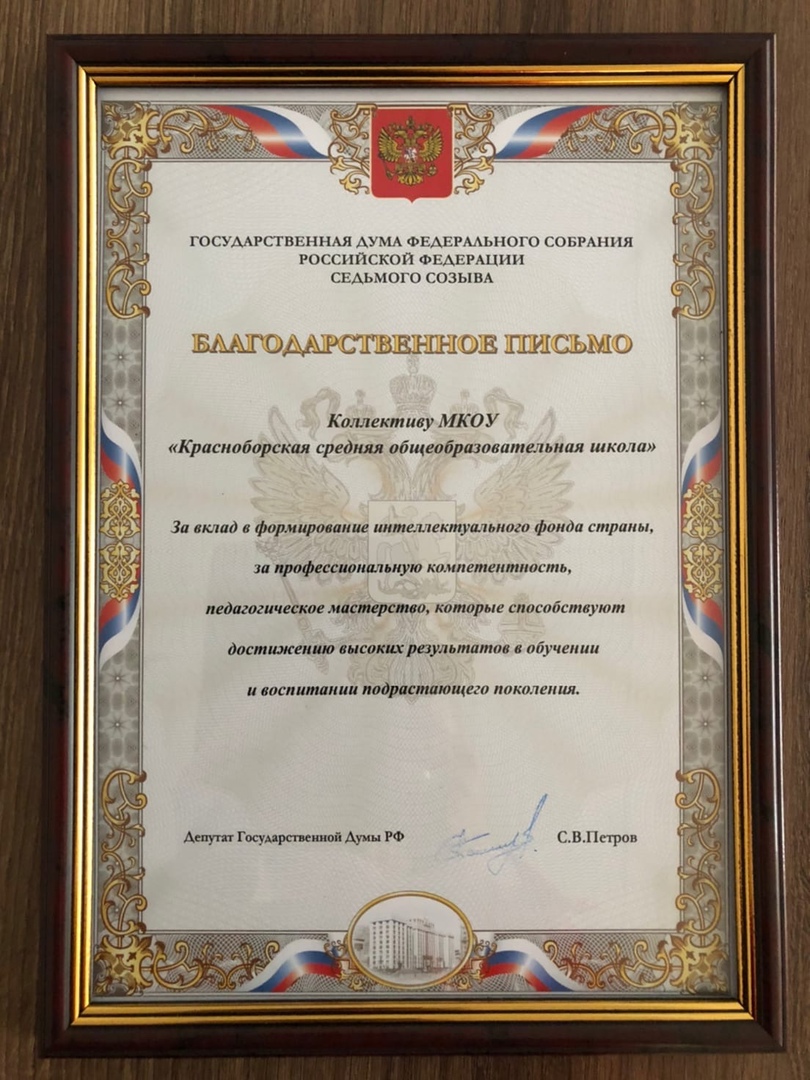 ГОСУДАРСТВЕННАЯ ДУМА ФЕДЕРАЛЬНОГО СОБРАНИЯ
РОССИЙСКОЙ ФЕДЕРАЦИИ
СЕДЬМОГО СОЗЫВА
БЛАГОДАРСТВЕННОЕ ПИСЬМО
Коллективу МКОУ
«Красноборская средняя общеобразовательная школа»
За вклад в формирование интеллектуального фонда страны,
за профессиональную компетентность,
педагогическое мастерство, которые способствуют
достижению высоких результатов в обучении
и воспитании подрастающего поколения.
Депутат Государственной Думы РФ С.В.Петров